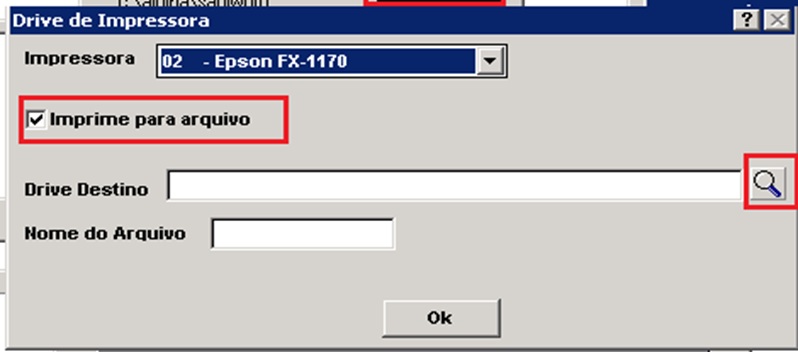 Drive de Impressora
Impressora 02 - Epson FX-1170
Imprime para arquivo
Drive Destino
Nome do Arquivo
Ok